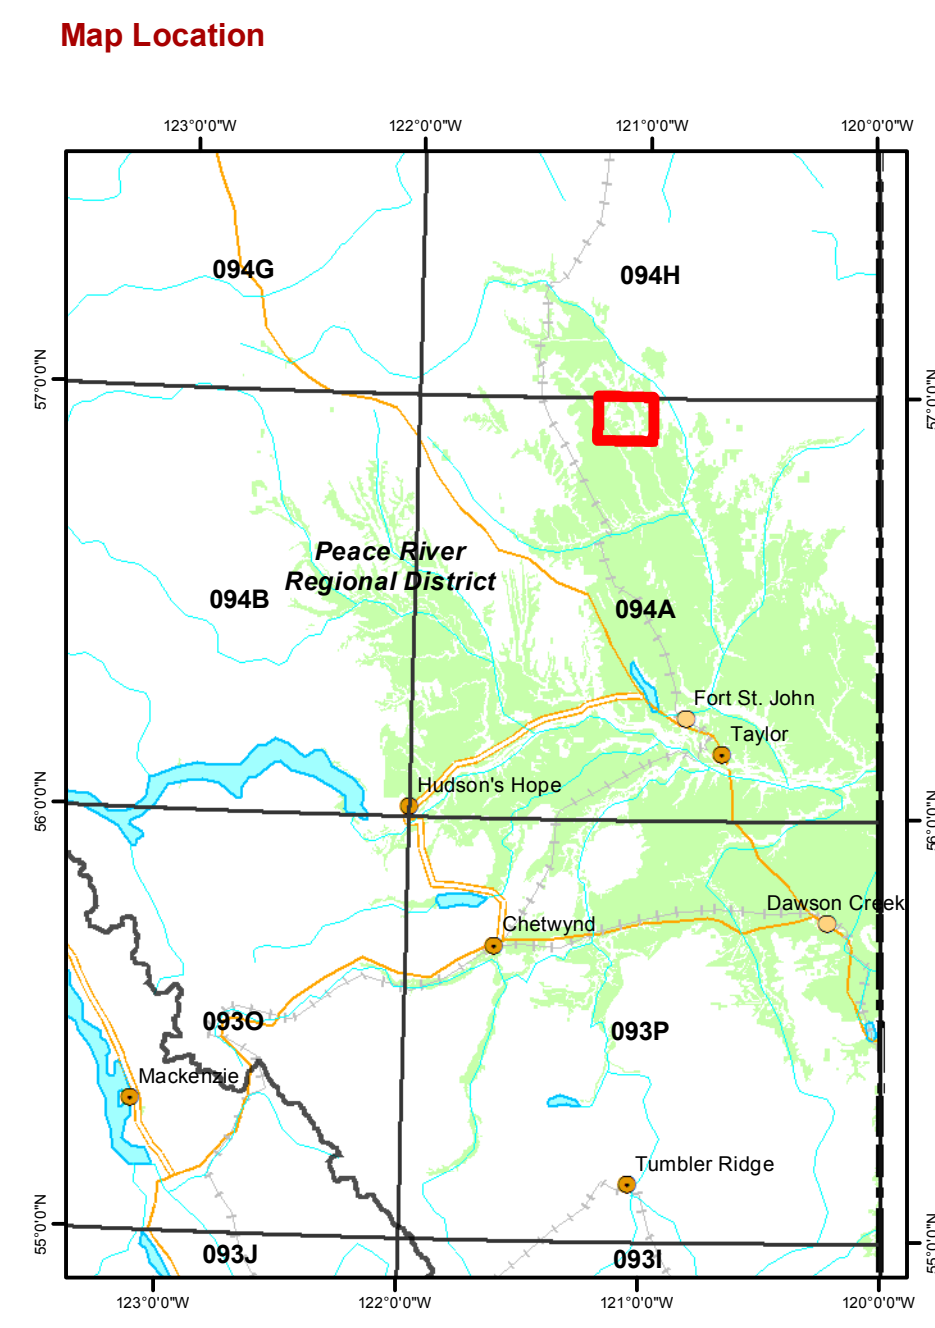 Map Location
123°0'0"W
122°0'0"W
121°0'0"W
120°0'0"W
094G
094H
57°0'0"N
57°0'0"N
Peace River
Regional District
094B
094A
Fort St. John
Taylor
Hudson's Hope
56°0'0"N
56°0'0"N
Dawson Creek
Chetwynd
093O
093P
Mackenzie
Tumbler Ridge
55°0'0"N
55°0'0"N
093J
093I
123°0'0"W
122°0'0"W
121°0'0"W
120°0'0"W